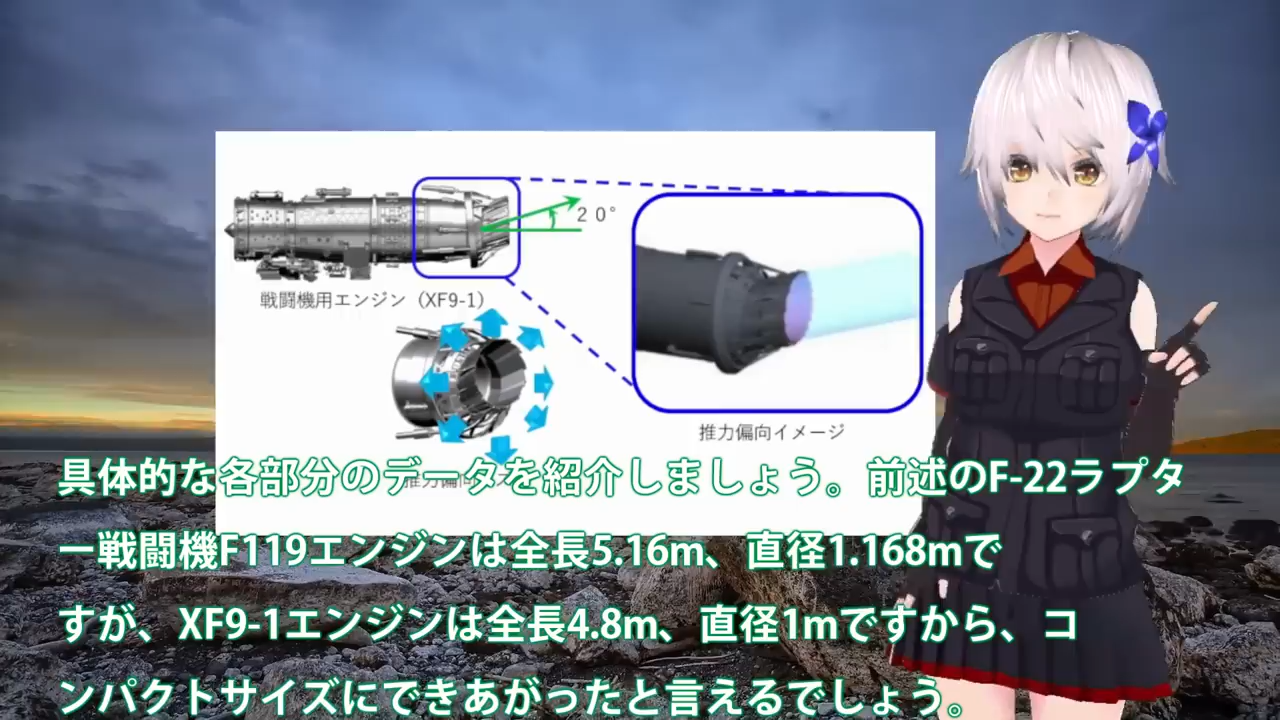 20°
戦闘機用エンジン（XF9-1）
推力偏向イメージ
推力偏向
具体的な各部分のデータを紹介しましょう。前述のF-22ラプタ
ー戦闘機F119エンジンは全長5.16m、直径1.168mで
すが、XF9-1エンジンは全長4.8m、直径1mですから、コ
ンパクトサイズにできあがったと言えるでしょう。